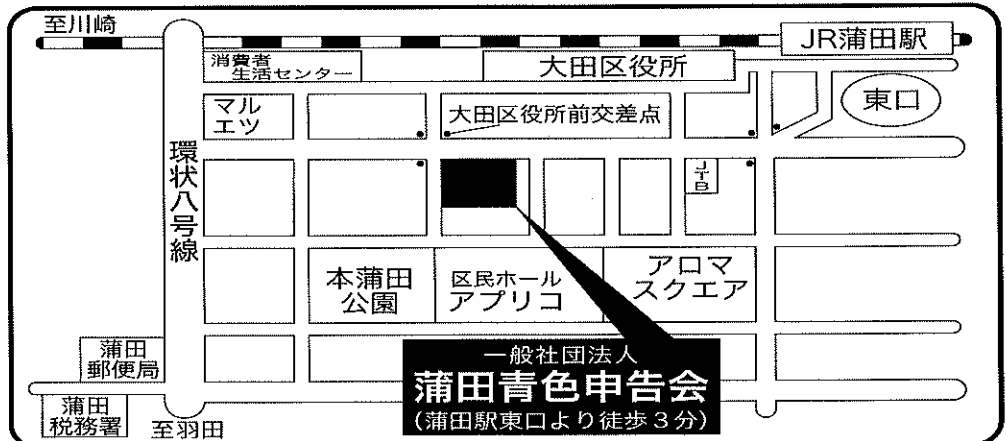 至川崎
JR蒲田駅
消費者
生活センター
大田区役所
東口
マル
エツ
大田区役所前交差点
環状八号線
JTB
本蒲田
公園
区民ホール
アプリコ
アロマ
スクエア
蒲田
郵便局
一般社団法人
蒲田青色申告会
(蒲田駅東口より徒歩3分)
蒲田
税務署
至羽田